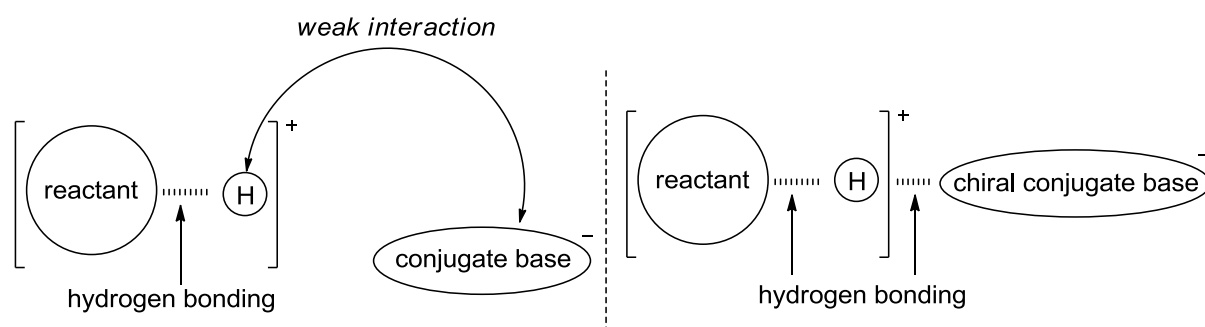 weak interaction
reactant
H
+
conjugate base
−
hydrogen bonding
reactant
H
+
chiral conjugate base
−
hydrogen bonding